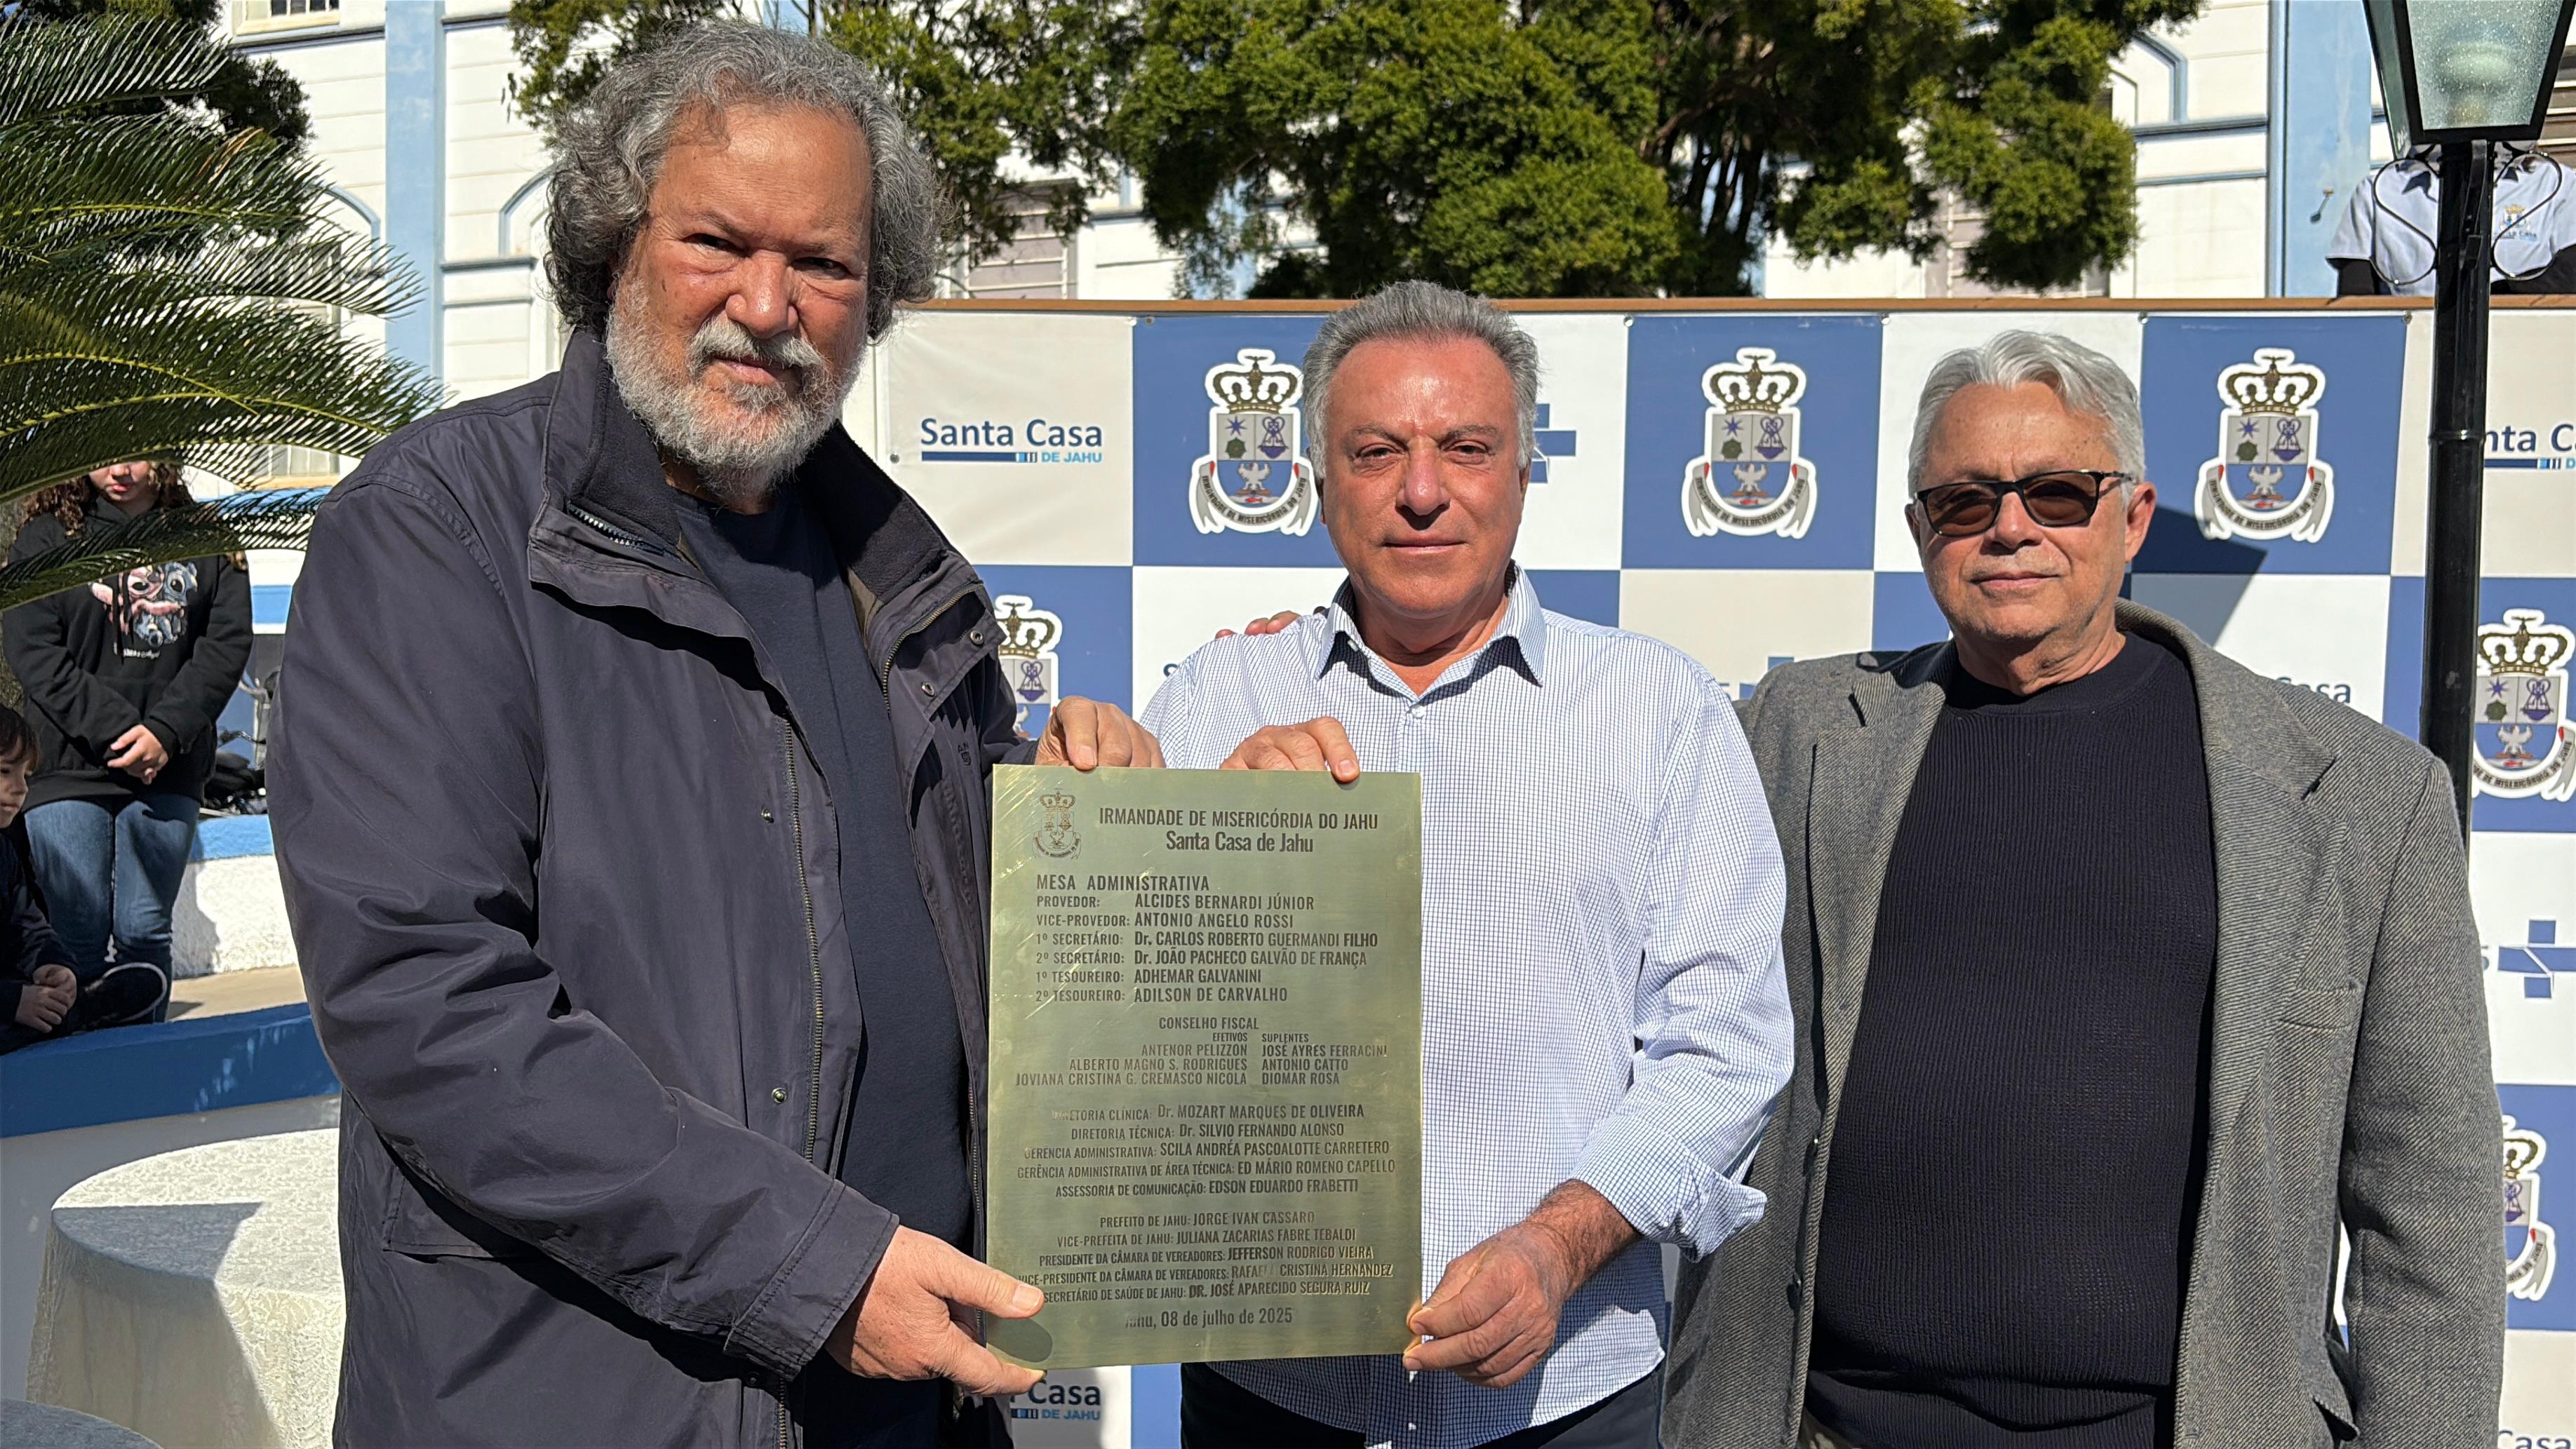 Santa Casa
DE JAHU
IRMANDADE DE MISERICÓRDIA DO JAHU
Santa Casa de Jahu
MESA ADMINISTRATIVA
PROVEDOR: ALCIDES BERNARDI JÚNIOR
VICE-PROVEDOR: ANTONIO ANGELO ROSSI
1º SECRETÁRIO: Dr. CARLOS ROBERTO GUERMANDI FILHO
2º SECRETÁRIO: Dr. JOÃO PACHECO GALVÃO DE FRANÇA
1º TESOUREIRO: ADHEMAR GALVANINI
2º TESOUREIRO: ADILSON DE CARVALHO
CONSELHO FISCAL
EFETIVOS SUPLENTES
ANTENOR PELIZZON JOSÉ AYRES FERRACINI
ALBERTO MAGNO S. RODRIGUES ANTONIO CATTO
JOVIANA CRISTINA G. CREMASCO NICOLA DIOMAR ROSA
DIRETORIA CLÍNICA: Dr. MOZART MARQUES DE OLIVEIRA
DIRETORIA TÉCNICA: Dr. SILVIO FERNANDO ALONSO
GERÊNCIA ADMINISTRATIVA: SCILA ANDRÉA PASCOALOTTE CARRETERO
GERÊNCIA ADMINISTRATIVA DE ÁREA TÉCNICA: ED MÁRIO ROMENO CAPELLO
ASSESSORIA DE COMUNICAÇÃO: EDSON EDUARDO FRABETTI
PREFEITO DE JAHU: JORGE IVAN CASSARO
VICE-PREFEITA DE JAHU: JULIANA ZACARIAS FABRE TEBALDI
PRESIDENTE DA CÂMARA DE VEREADORES: JEFFERSON RODRIGO VIEIRA
VICE-PRESIDENTE DA CÂMARA DE VEREADORES: CRISTINA HERNANDEZ
SECRETÁRIO DE SAÚDE DE JAHU: DR. JOSÉ APARECIDO SEGURA RUIZ
Jahu, 08 de julho de 2025
Casa
DE JAHU